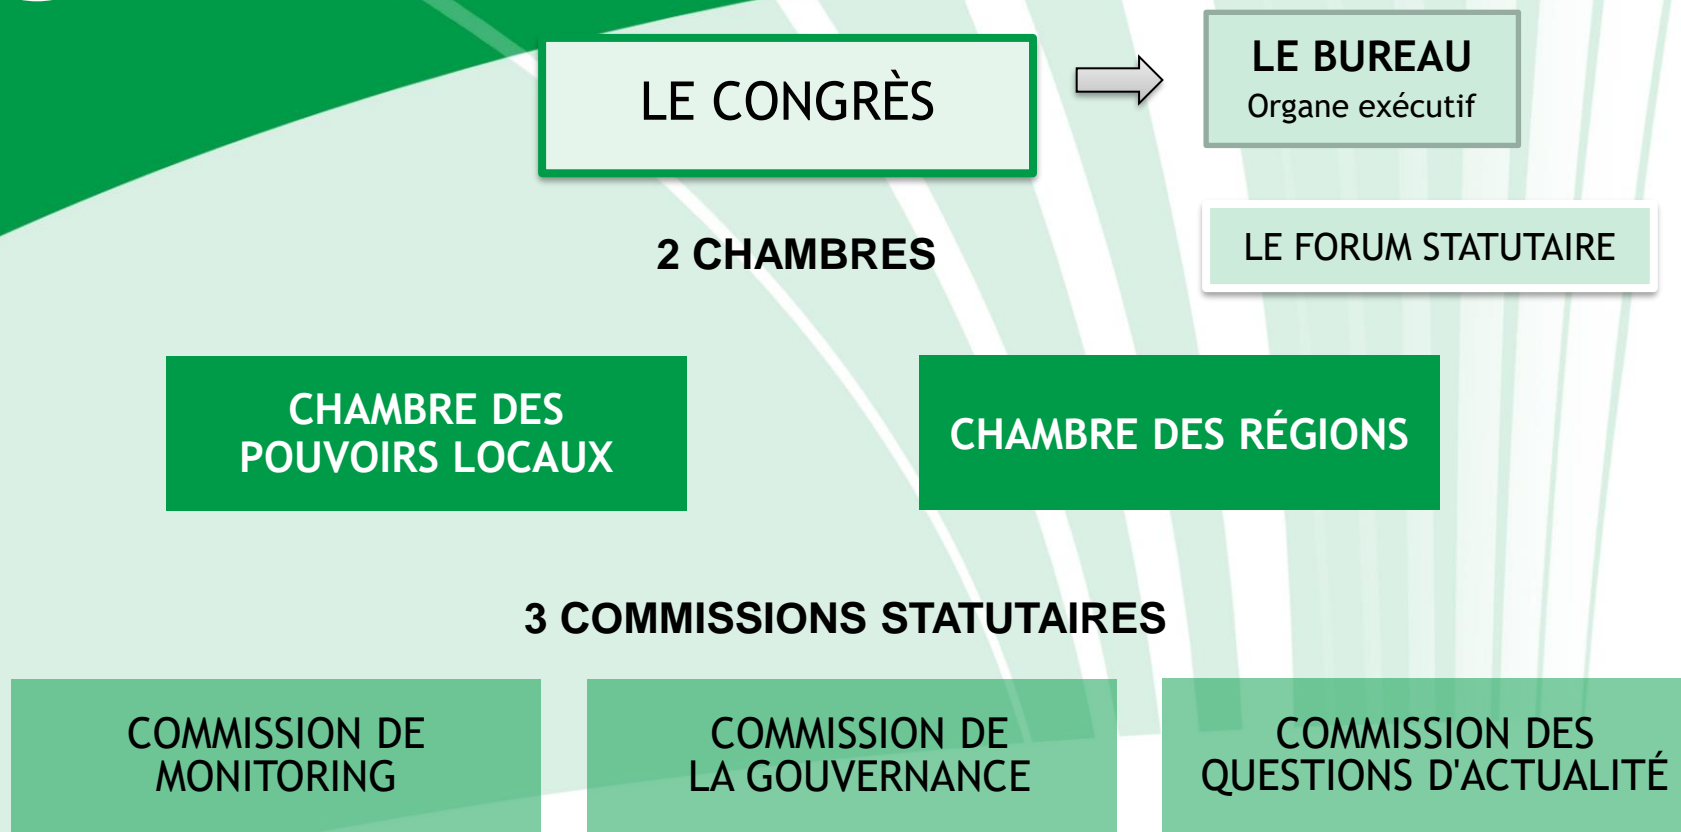 LE CONGRÈS
LE BUREAU
Organe exécutif
LE FORUM STATUTAIRE
2 CHAMBRES
CHAMBRE DES
POUVOIRS LOCAUX
CHAMBRE DES RÉGIONS
3 COMMISSIONS STATUTAIRES
COMMISSION DE
MONITORING
COMMISSION DE
LA GOUVERNANCE
COMMISSION DES
QUESTIONS D'ACTUALITÉ